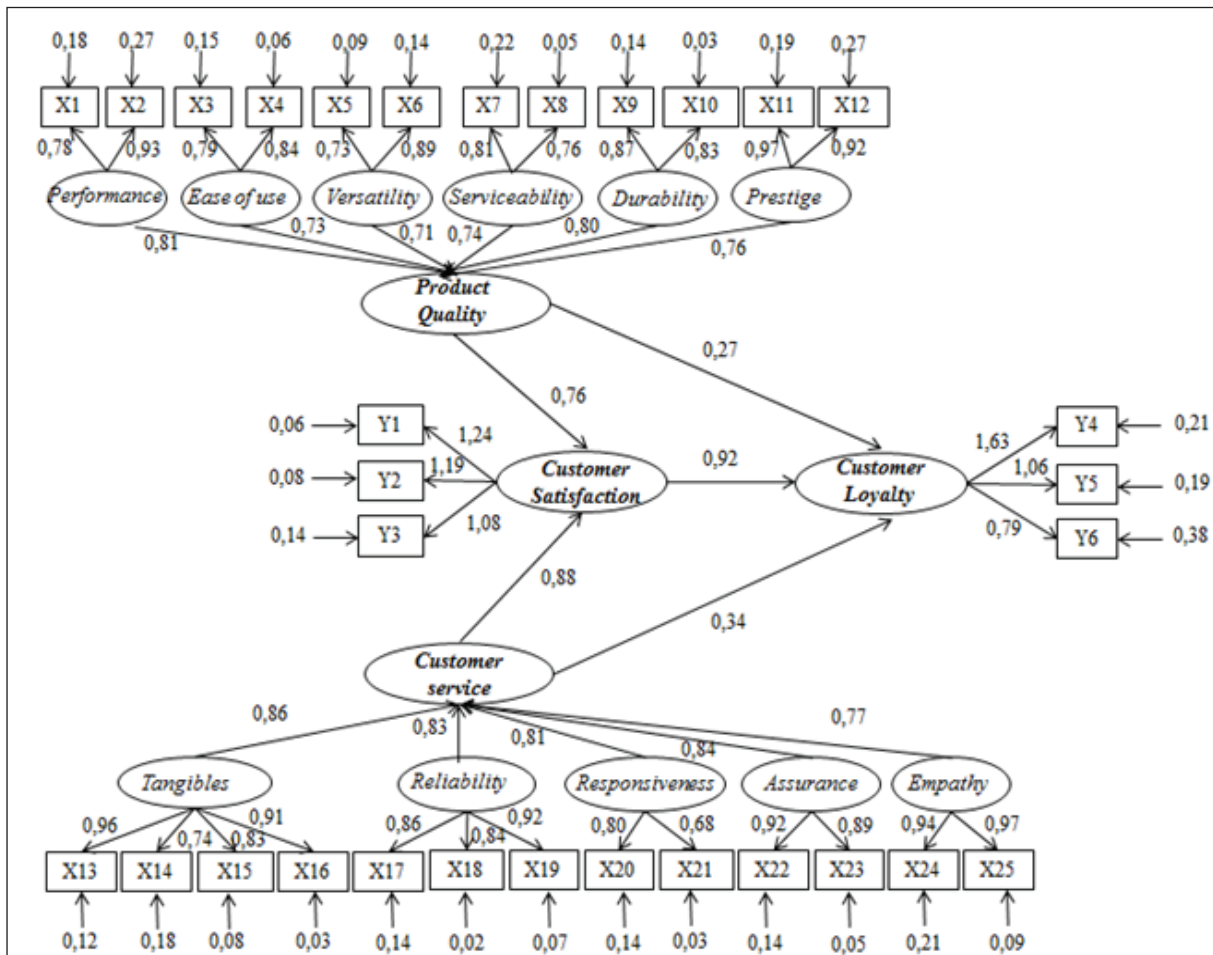 0,18 0,27 0,15 0,06 0,09 0,14 0,22 0,05 0,14 0,03 0,19 0,27
X1 X2 X3 X4 X5 X6 X7 X8 X9 X10 X11 X12
0,78 0,93 0,79 0,84 0,73 0,89 0,81 0,76 0,87 0,83 0,97 0,92
Performance Ease of use Versatility Serviceability Durability Prestige
0,81 0,73 0,71 0,74 0,80 0,76
Product
Quality
0,27
0,76
0,06 Y1 1,24
0,08 Y2 1,19
0,14 Y3 1,08
Customer
Satisfaction
0,92
Customer
Loyalty
1,63 Y4 0,21
1,06 Y5 0,19
0,79 Y6 0,38
0,88
0,34
Customer
service
0,86 0,83 0,81 0,84 0,77
Tangibles Reliability Responsiveness Assurance Empathy
0,96 0,74 0,83 0,91 0,86 0,84 0,92 0,80 0,68 0,92 0,89 0,94 0,97
X13 X14 X15 X16 X17 X18 X19 X20 X21 X22 X23 X24 X25
0,12 0,18 0,08 0,03 0,14 0,02 0,07 0,14 0,03 0,14 0,05 0,21 0,09